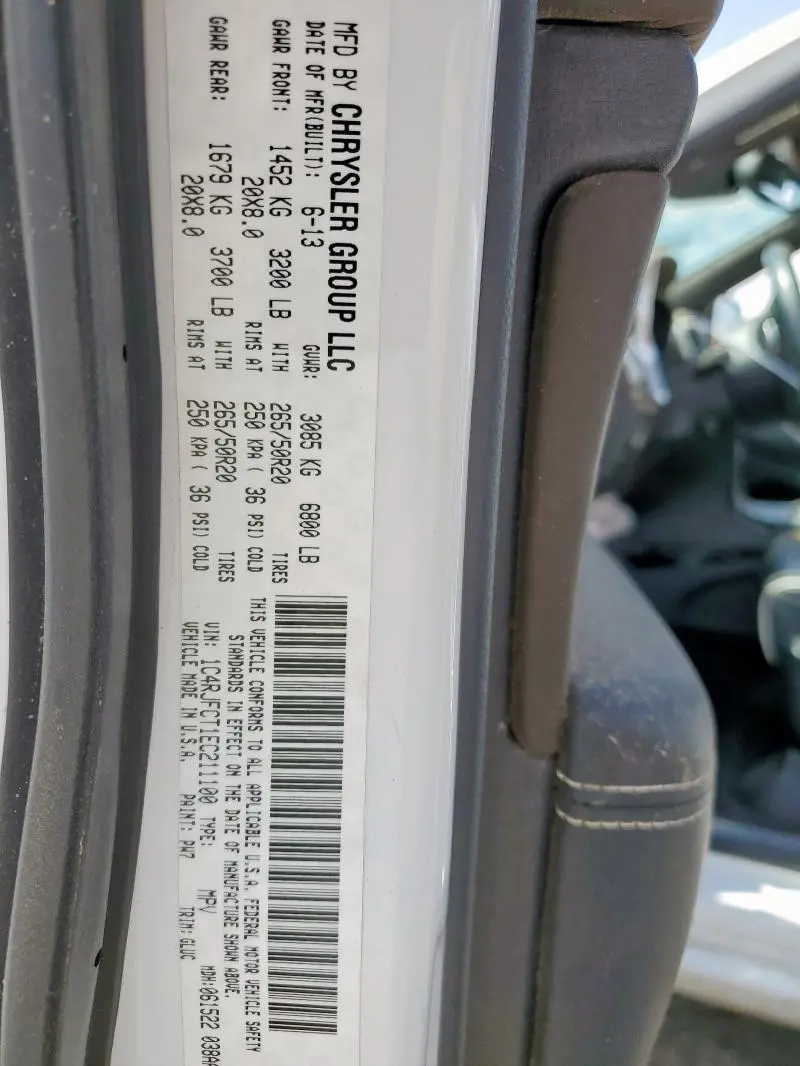 MFD BY CHRYSLER GROUP LLC
DATE OF MFR(BUILT): 6-13 GVWR: 3085 KG 6800 LB
GAWR FRONT: 1452 KG 3200 LB WITH 265/50R20 TIRES
20X8.0 RIMS AT 250 KPA ( 36 PSI) COLD
GAWR REAR: 1679 KG 3700 LB WITH 265/50R20 TIRES
20X8.0 RIMS AT 250 KPA ( 36 PSI) COLD
THIS VEHICLE CONFORMS TO ALL APPLICABLE U.S.A. FEDERAL MOTOR VEHICLE SAFETY
STANDARDS IN EFFECT ON THE DATE OF MANUFACTURE SHOWN ABOVE.
VIN: 1C4RJFCT1EC211100 TYPE: MPV MDH:061522
VEHICLE MADE IN U.S.A. PAINT: PW7 TRIM: GLUC